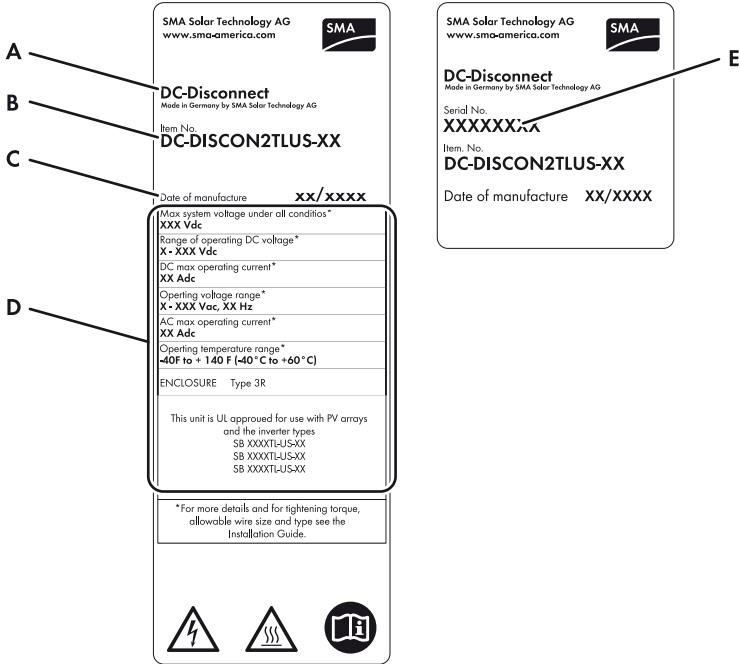 SMA Solar Technology AG
www.sma-america.com
SMA
A
DC-Disconnect
Made in Germany by SMA Solar Technology AG
B
Item No.
DC-DISCON2TLUS-XX
C
Date of manufacture xx/xxxx
D
Max system voltage under all conditios*
XXX Vdc
Range of operating DC voltage*
X - XXX Vdc
DC max operating current*
XX Adc
Operting voltage range*
X - XXX Vac, XX Hz
AC max operating current*
XX Adc
Operting temperature range*
-40F to + 140 F (-40°C to +60°C)
ENCLOSURE Type 3R
This unit is UL approued for use with PV arrays
and the inverter types
SB XXXXTL-US-XX
SB XXXXTL-US-XX
SB XXXXTL-US-XX
*For more details and for tightening torque,
allowable wire size and type see the
Installation Guide.
i
SMA Solar Technology AG
www.sma-america.com
SMA
E
DC-Disconnect
Made in Germany by SMA Solar Technology AG
Serial No.
XXXXXXXX
Item. No.
DC-DISCON2TLUS-XX
Date of manufacture XX/XXXX